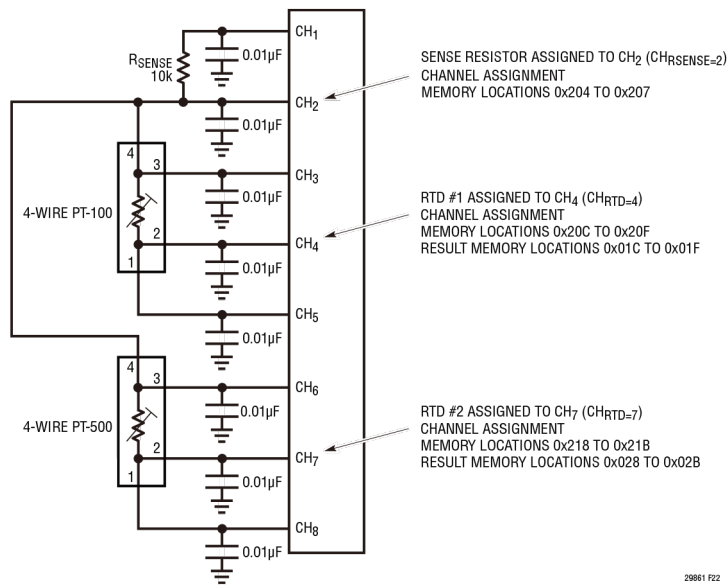 CH1
0.01µF
RSENSE
10k
CH2
0.01µF
SENSE RESISTOR ASSIGNED TO CH2 (CHRSENSE=2)
CHANNEL ASSIGNMENT
MEMORY LOCATIONS 0x204 TO 0x207
4-WIRE PT-100
4
3
2
1
CH3
0.01µF
CH4
0.01µF
RTD #1 ASSIGNED TO CH4 (CHRTD=4)
CHANNEL ASSIGNMENT
MEMORY LOCATIONS 0x20C TO 0x20F
RESULT MEMORY LOCATIONS 0x01C TO 0x01F
CH5
0.01µF
4-WIRE PT-500
4
3
2
1
CH6
0.01µF
CH7
0.01µF
RTD #2 ASSIGNED TO CH7 (CHRTD=7)
CHANNEL ASSIGNMENT
MEMORY LOCATIONS 0x218 TO 0x21B
RESULT MEMORY LOCATIONS 0x028 TO 0x02B
CH8
0.01µF
29861 F22